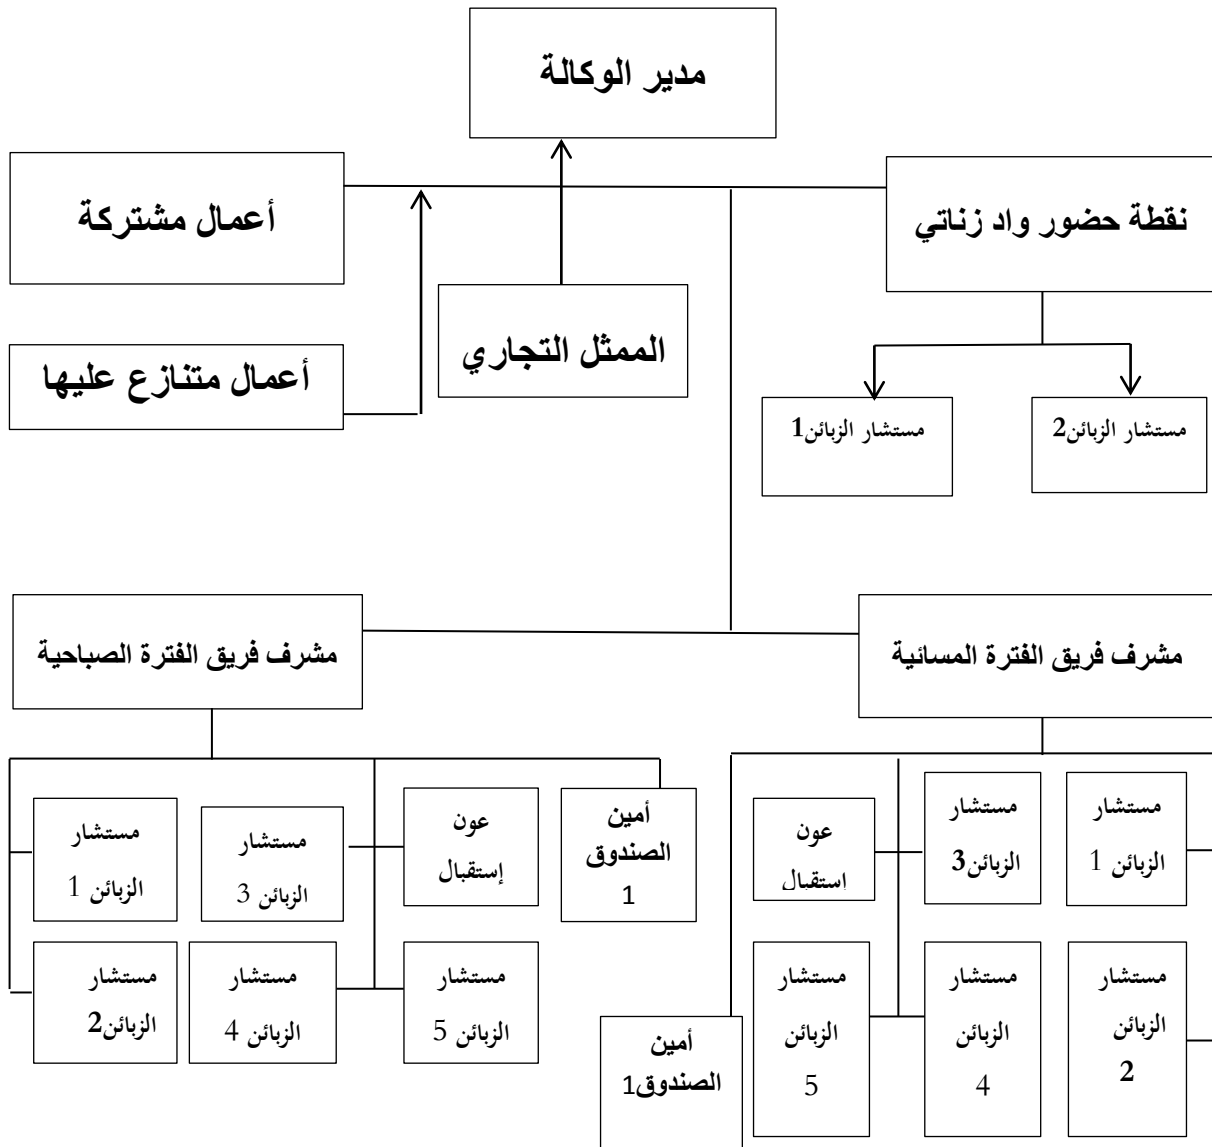 مدير الوكالة
نقطة حضور واد زناتي
أعمال مشتركة
الممثل التجاري
أعمال متنازع عليها
مستشار الزبائن2
مستشار الزبائن1
مشرف فريق الفترة المسائية
مشرف فريق الفترة الصباحية
مستشار
الزبائن 1
مستشار
الزبائن3
عون
استقبال
أمين
الصندوق
1
عون
إستقبال
مستشار
الزبائن 3
مستشار
الزبائن 1
مستشار
الزبائن
2
مستشار
الزبائن
4
مستشار
الزبائن
5
أمين
الصندوق1
مستشار
الزبائن 5
مستشار
الزبائن 4
مستشار
الزبائن2